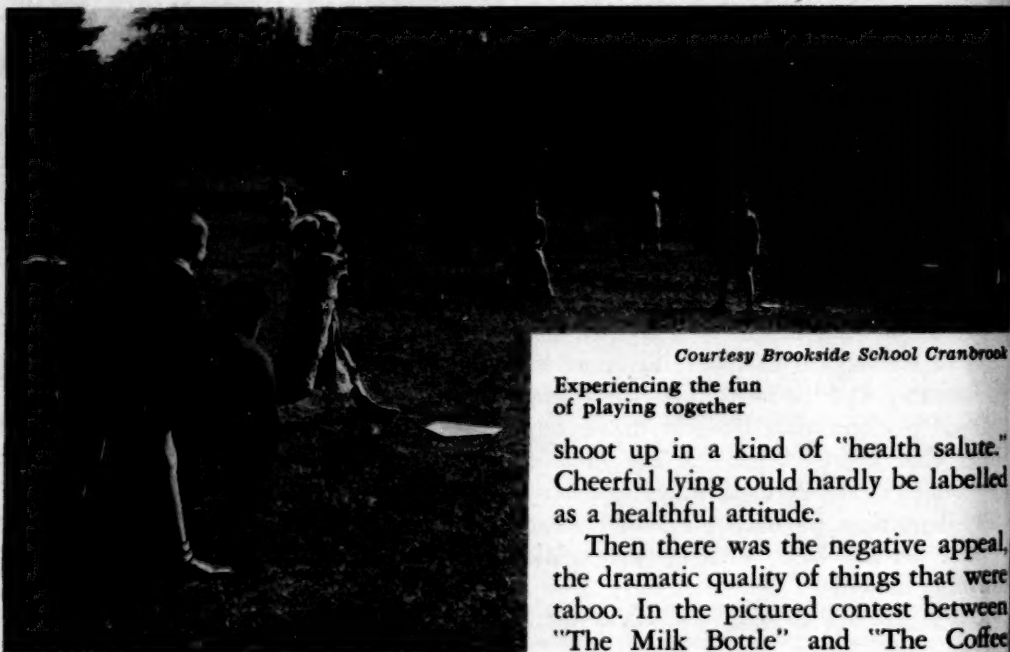 Courtesy Brookside School Cranbrook
Experiencing the fun
of playing together
shoot up in a kind of "health salute."
Cheerful lying could hardly be labelled
as a healthful attitude.
Then there was the negative appeal,
the dramatic quality of things that were
taboo. In the pictured contest between
"The Milk Bottle" and "The Coffee